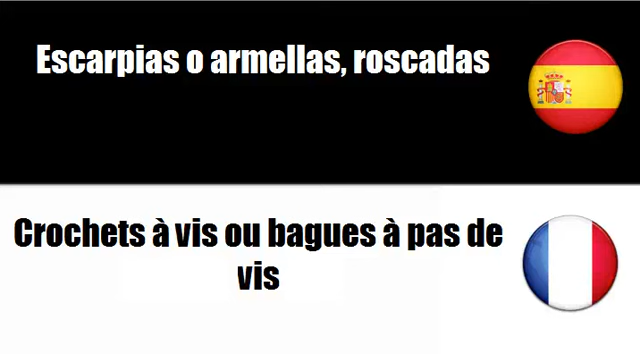 Escarpias o armellas, roscadas
Crochets à vis ou bagues à pas de
vis